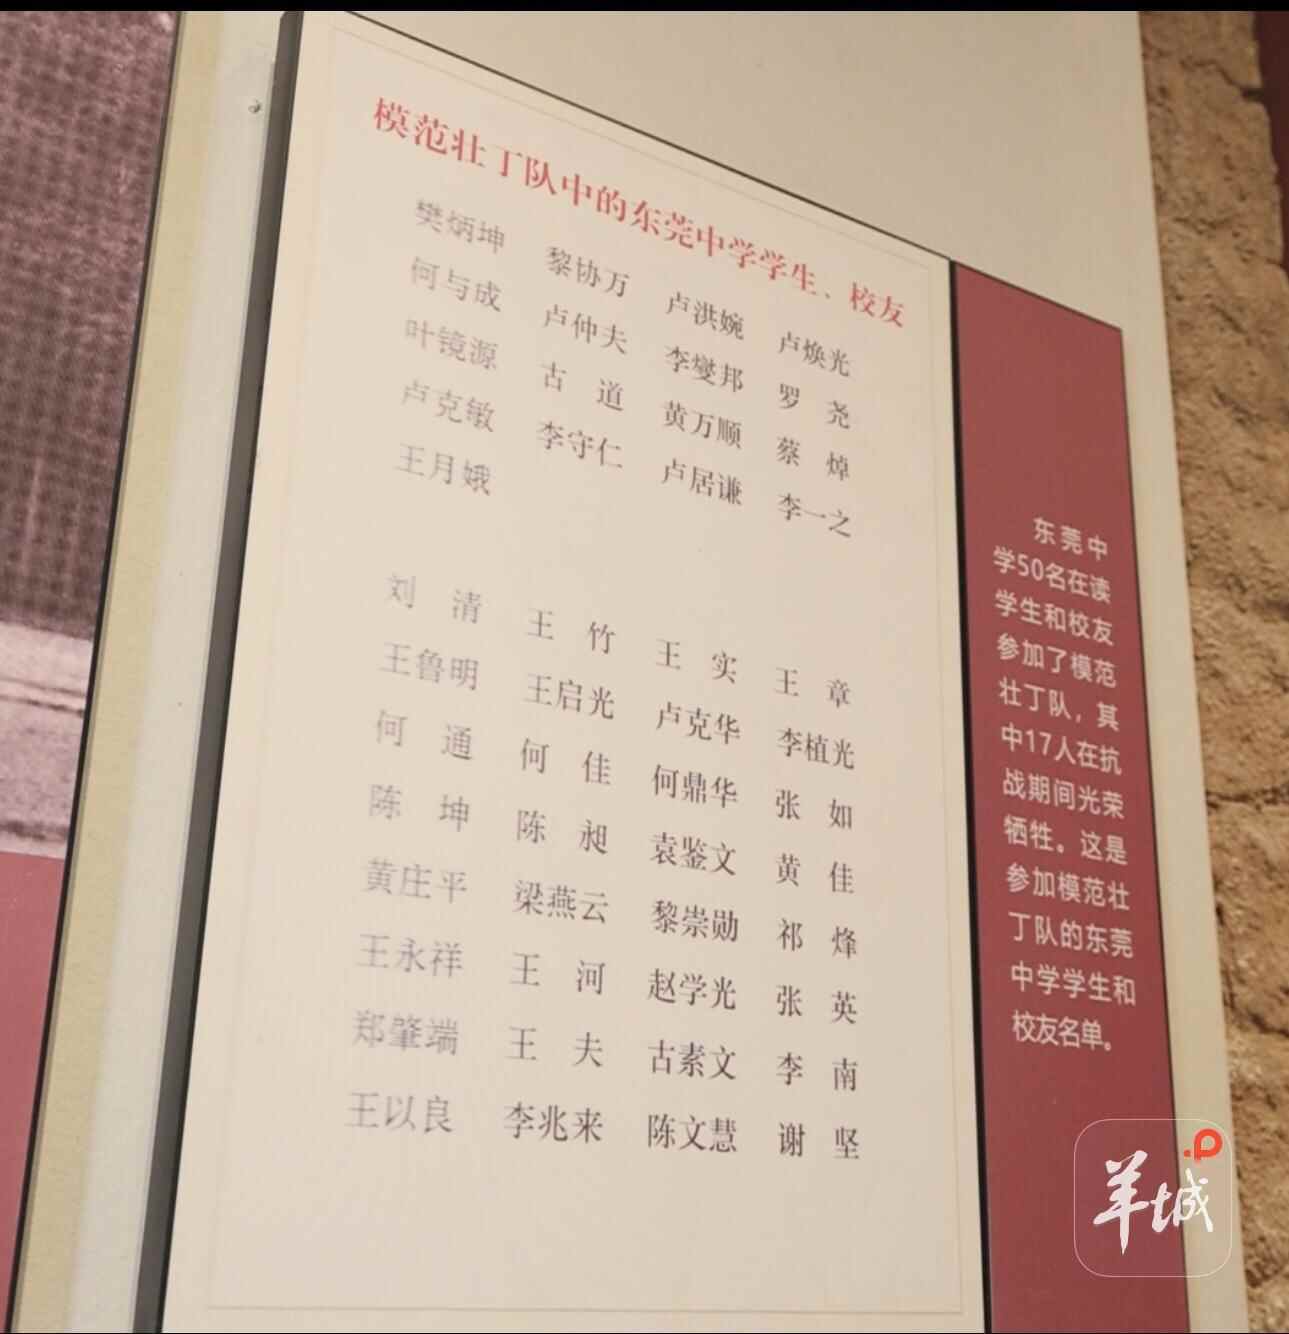 模范壮丁队中的东莞中学学生、校友
樊炳坤 黎协万 卢洪婉 卢焕光
何与成 卢仲夫 李燮邦 罗 尧
叶镜源 古 道 黄万顺 蔡 焯
卢克敏 李守仁 卢居谦 李一之
王月娥
刘 清 王 竹 王 实 王 章
王鲁明 王启光 卢克华 李植光
何 通 何 佳 何鼎华 张 如
陈 坤 陈 昶 袁鉴文 黄 佳
黄庄平 梁燕云 黎崇勋 祁 烽
王永祥 王 河 赵学光 张 英
郑肇端 王 夫 古素文 李 南
王以良 李兆来 陈文慧 谢 坚
东莞中
学50名在读
学生和校友
参加了模范
壮丁队，其
中17人在抗
战期间光荣
牺牲。这是
参加模范壮
丁队的东莞
中学学生和
校友名单。
羊城